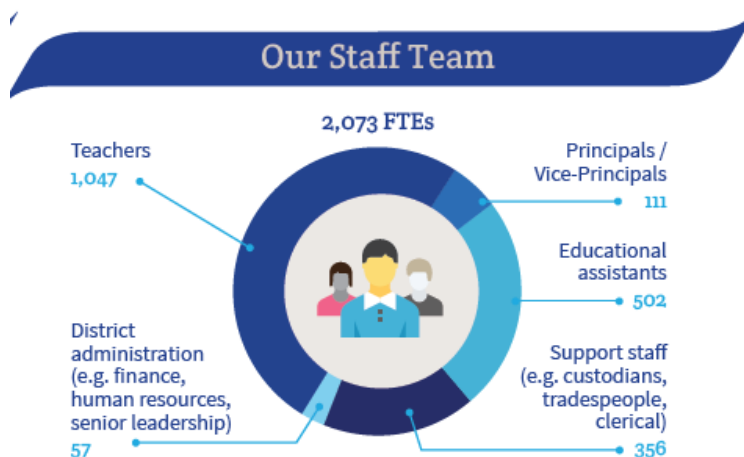 Our Staff Team
2,073 FTEs
Teachers
1,047
Principals /
Vice-Principals
111
Educational
assistants
502
District
administration
(e.g. finance,
human resources,
senior leadership)
57
Support staff
(e.g. custodians,
tradespeople,
clerical)
356